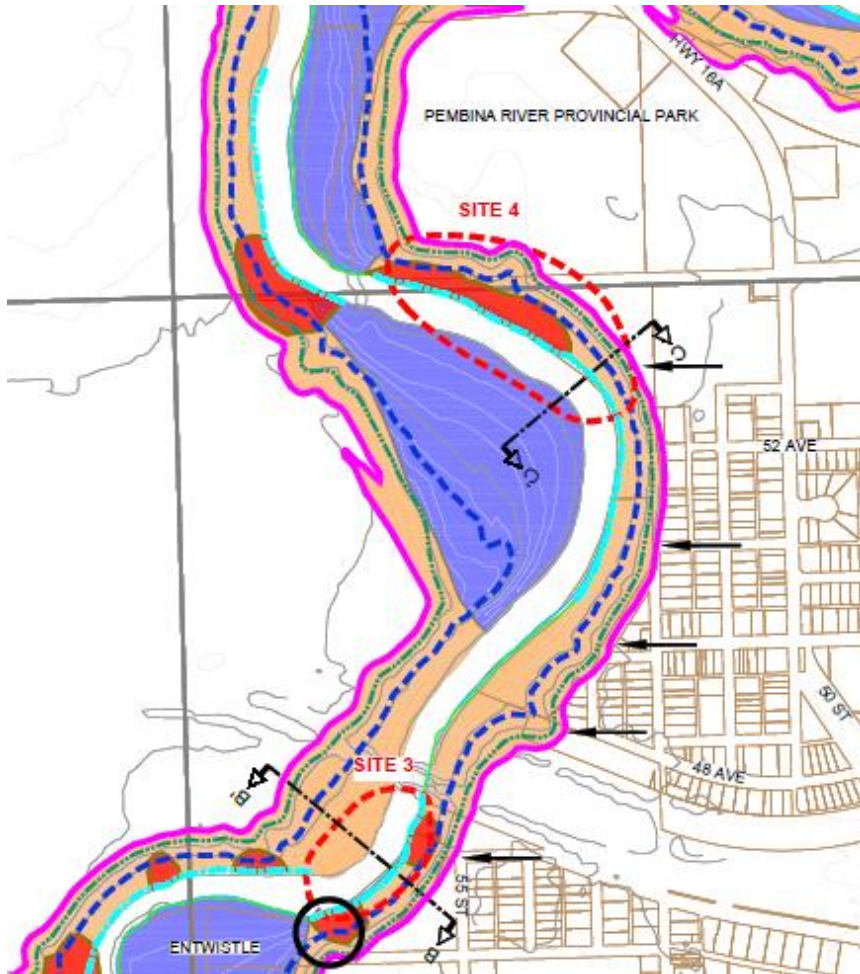 HWY 16A
PEMBINA RIVER PROVINCIAL PARK
SITE 4
C
C'
52 AVE
50 ST
48 AVE
SITE 3
B'
55 ST
B
ENTWISTLE